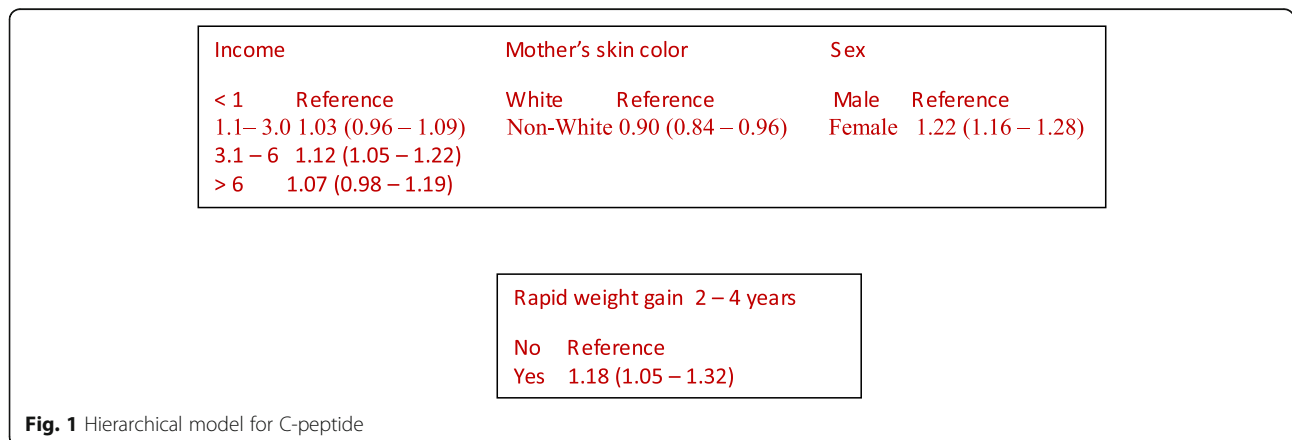 Income Mother's skin color Sex
< 1 Reference White Reference Male Reference
1.1– 3.0 1.03 (0.96 – 1.09) Non-White 0.90 (0.84 – 0.96) Female 1.22 (1.16 – 1.28)
3.1 – 6 1.12 (1.05 – 1.22)
> 6 1.07 (0.98 – 1.19)
Rapid weight gain 2 – 4 years
No Reference
Yes 1.18 (1.05 – 1.32)
Fig. 1 Hierarchical model for C-peptide